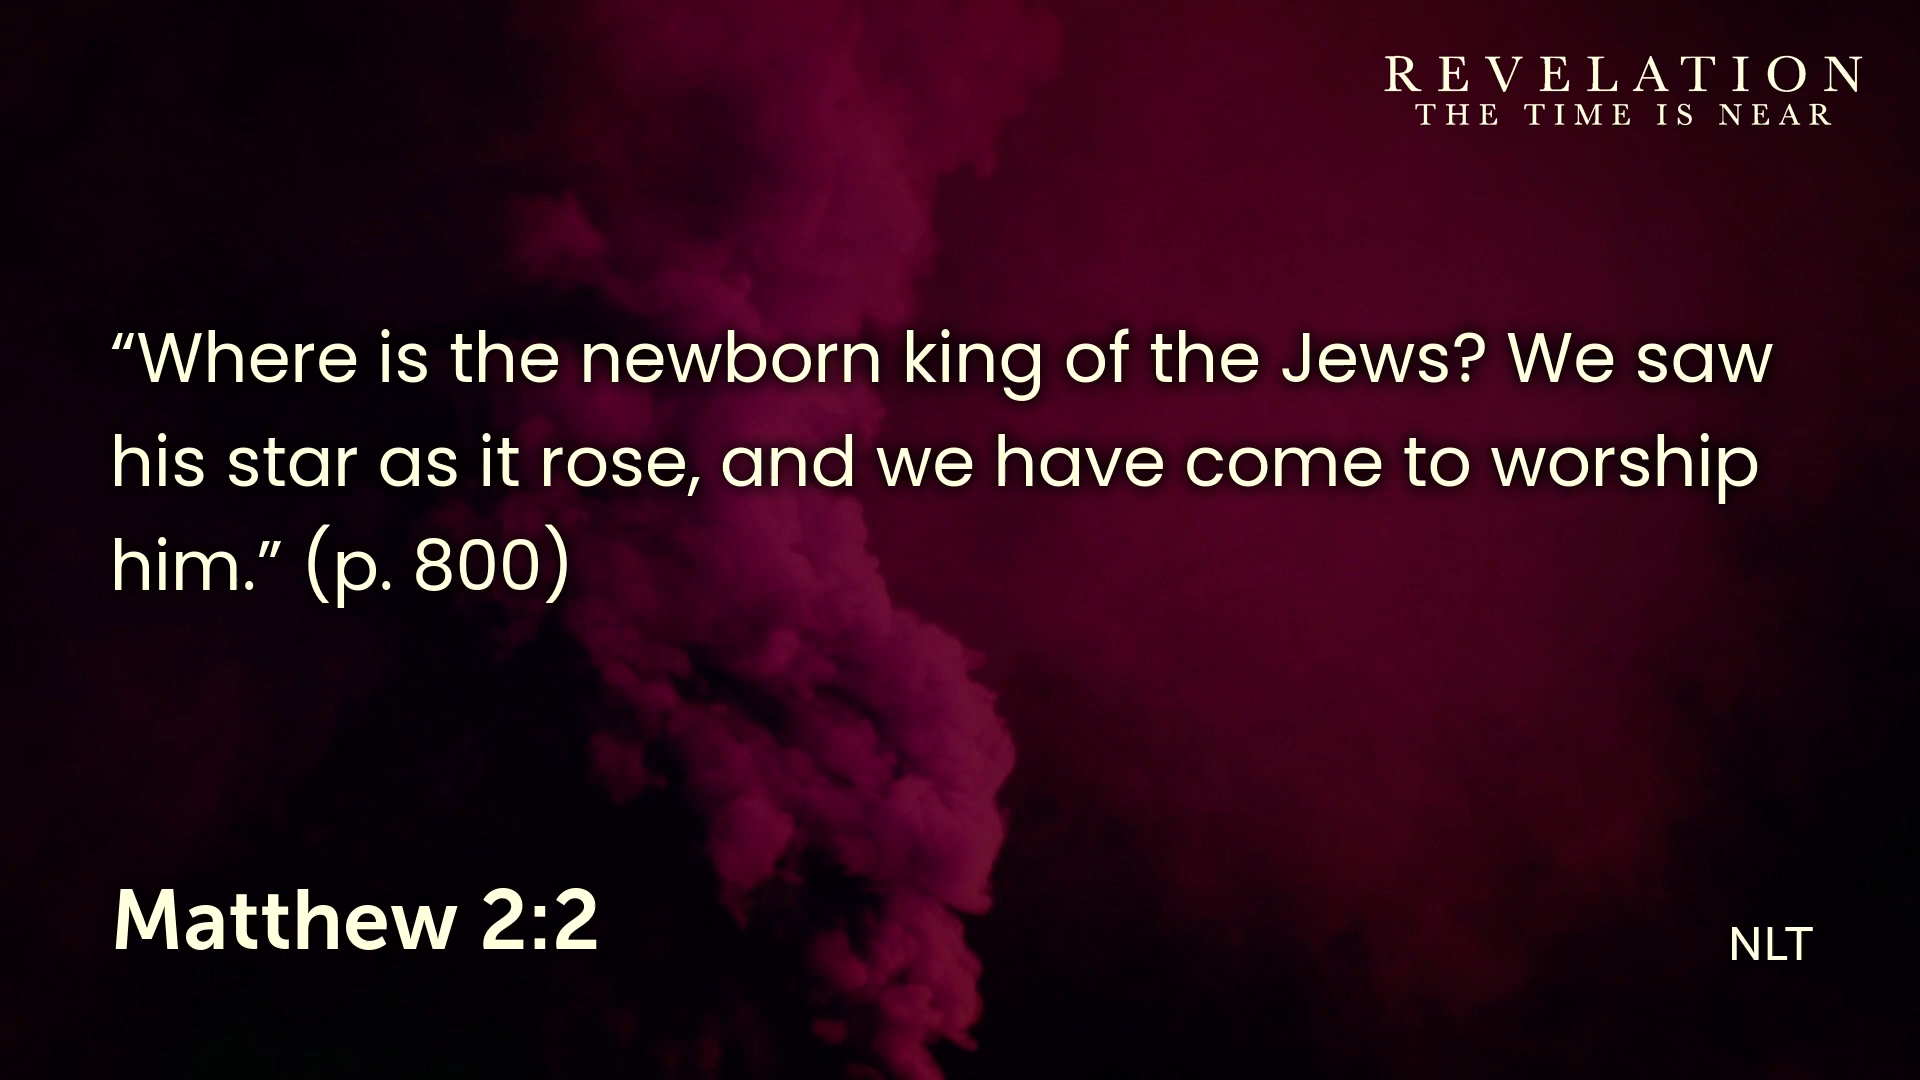 REVELATION
THE TIME IS NEAR
“Where is the newborn king of the Jews? We saw
his star as it rose, and we have come to worship
him.” (p. 800)
Matthew 2:2
NLT